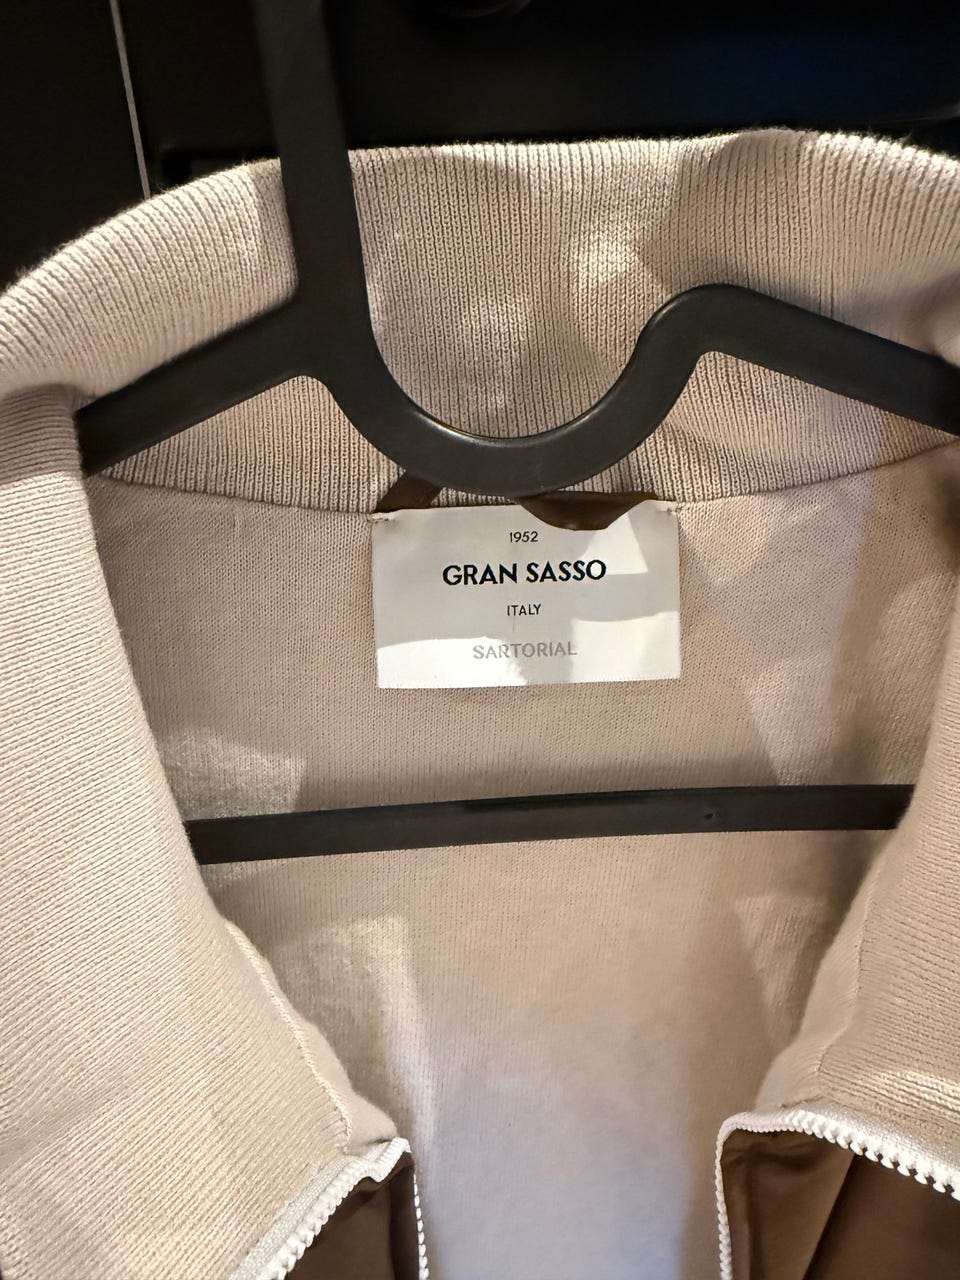 1952
GRAN SASSO
ITALY
SARTORIAL